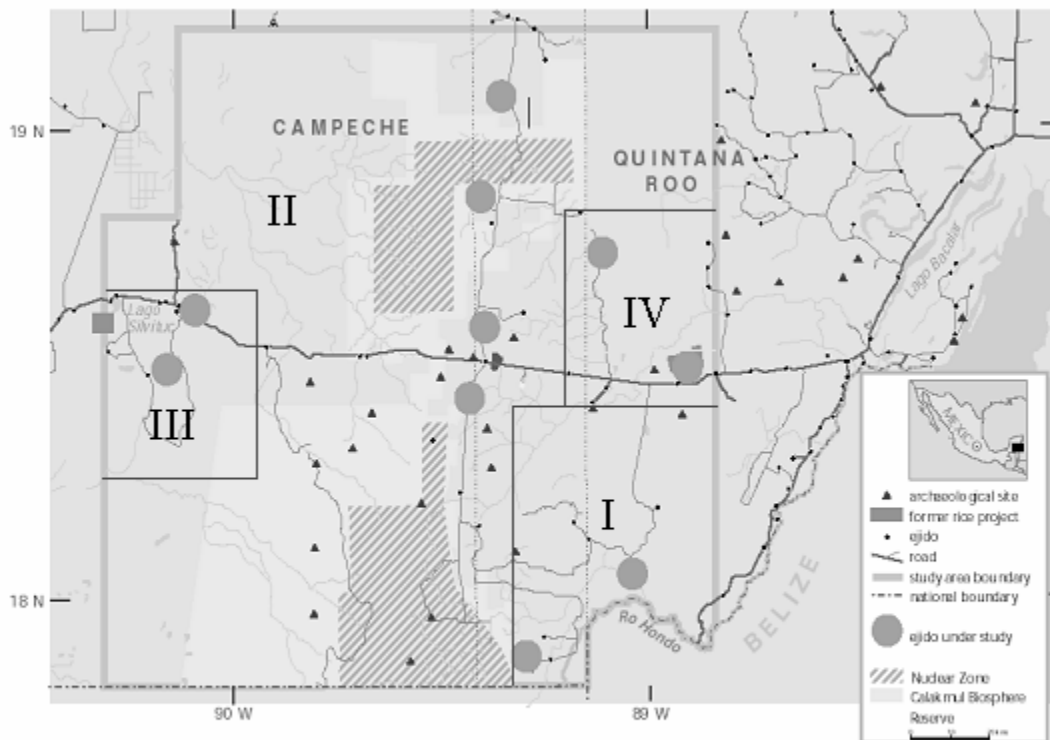 19 N
CAMPECHE
QUINTANA
ROO
II
Lago Bacalar
IV
Lago
Silvituc
III
MEXICO
I
archaeological site
former rice project
ejido
road
study area boundary
national boundary
18 N
Ro Hondo
BELIZE
ejido under study
Nuclear Zone
Calakmul Biosphere
Reserve
90 W
89 W